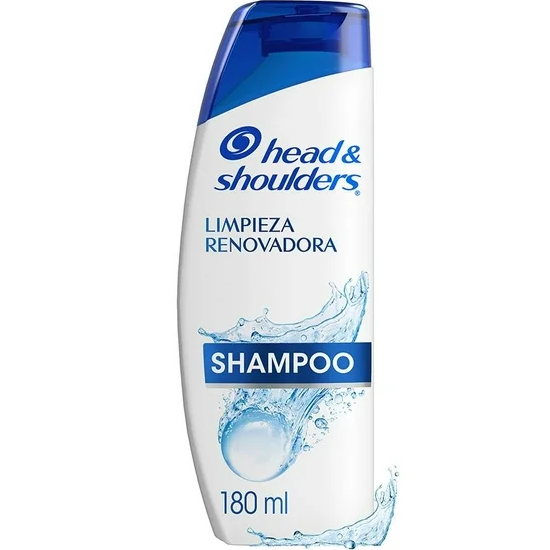 head &
shoulders®
LIMPIEZA
RENOVADORA
SHAMPOO
180 ml